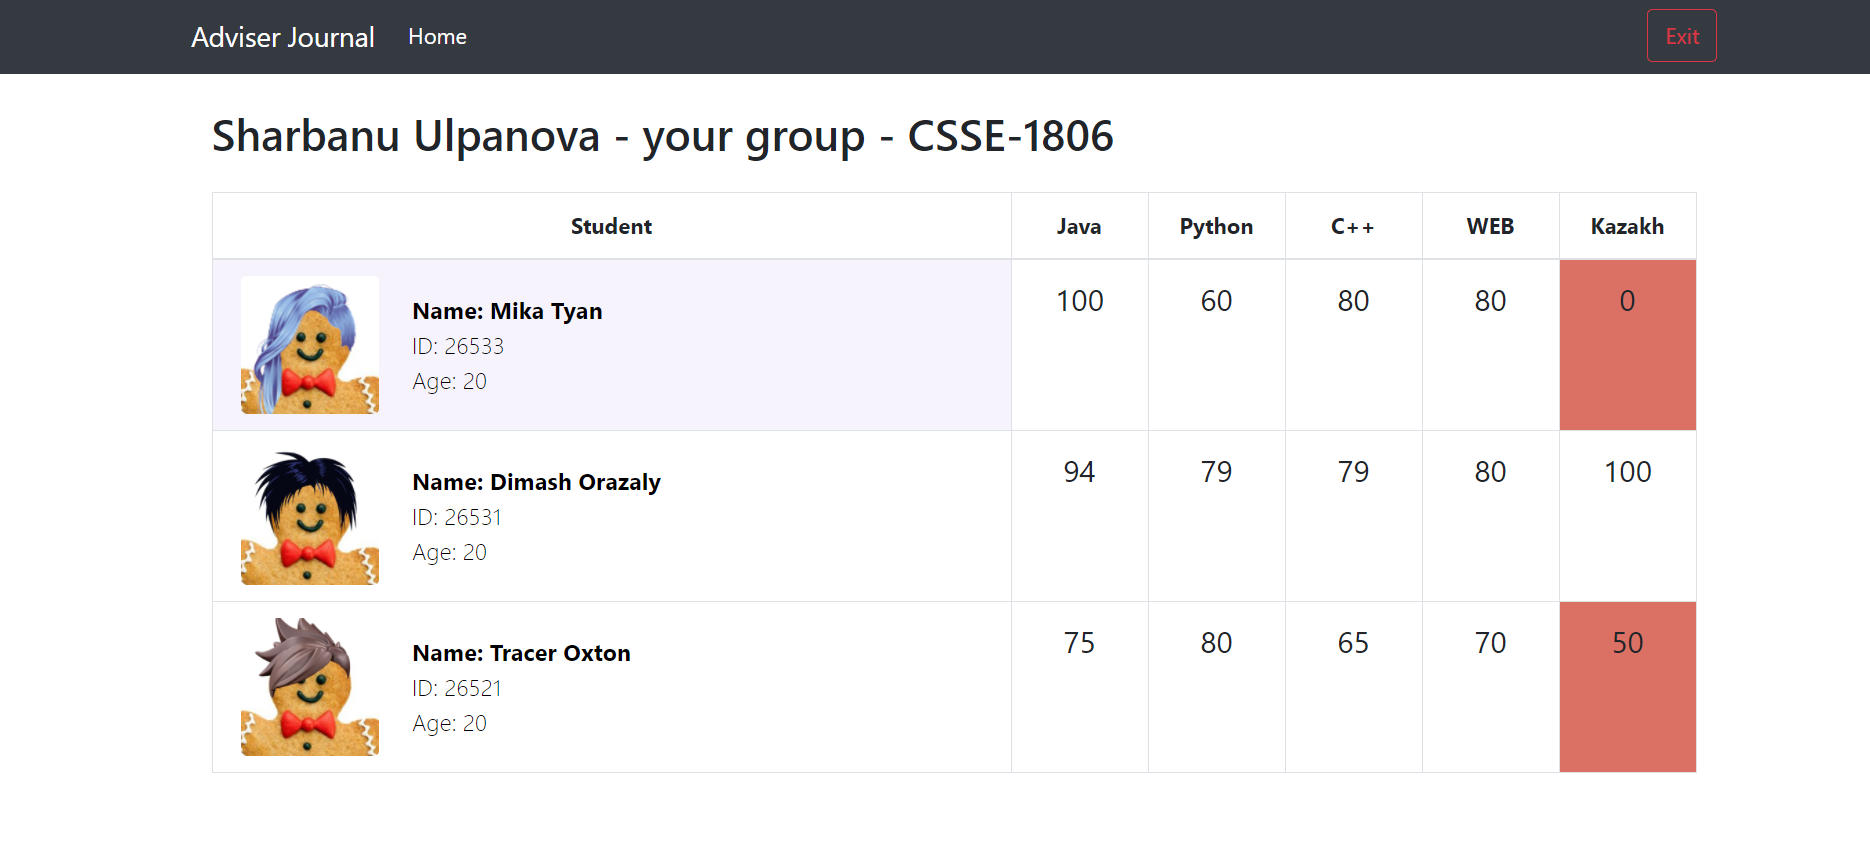 Adviser Journal Home Exit
Sharbanu Ulpanova - your group - CSSE-1806
Student Java Python C++ WEB Kazakh
Name: Mika Tyan 100 60 80 80 0
ID: 26533
Age: 20
Name: Dimash Orazaly 94 79 79 80 100
ID: 26531
Age: 20
Name: Tracer Oxton 75 80 65 70 50
ID: 26521
Age: 20